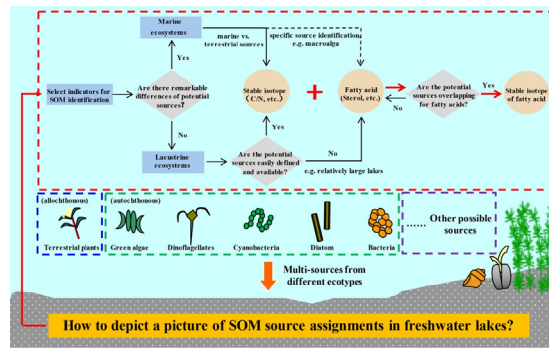 Marine
ecosystems
marine vs.
terrestrial sources
specific source identification,
e.g. macroalga
Yes
Select indicators for
SOM identification
Are there remarkable
differences of potential
sources?
Stable isotope
(C/N, etc.)
+
Fatty acid
(Sterol, etc.)
Are the potential
sources overlapping
for fatty acids?
Yes
No
Stable isotope
of fatty acid
No
Yes
No
Lacustrine
ecosystems
Are the potential
sources easily defined
and available?
e.g. relatively large lakes
(allochthonous)
Terrestrial plants
(autochthonous)
Green algae
Dinoflagellates
Cyanobacteria
Diatom
Bacteria
...... Other possible
sources
Multi-sources from
different ecotypes
How to depict a picture of SOM source assignments in freshwater lakes?